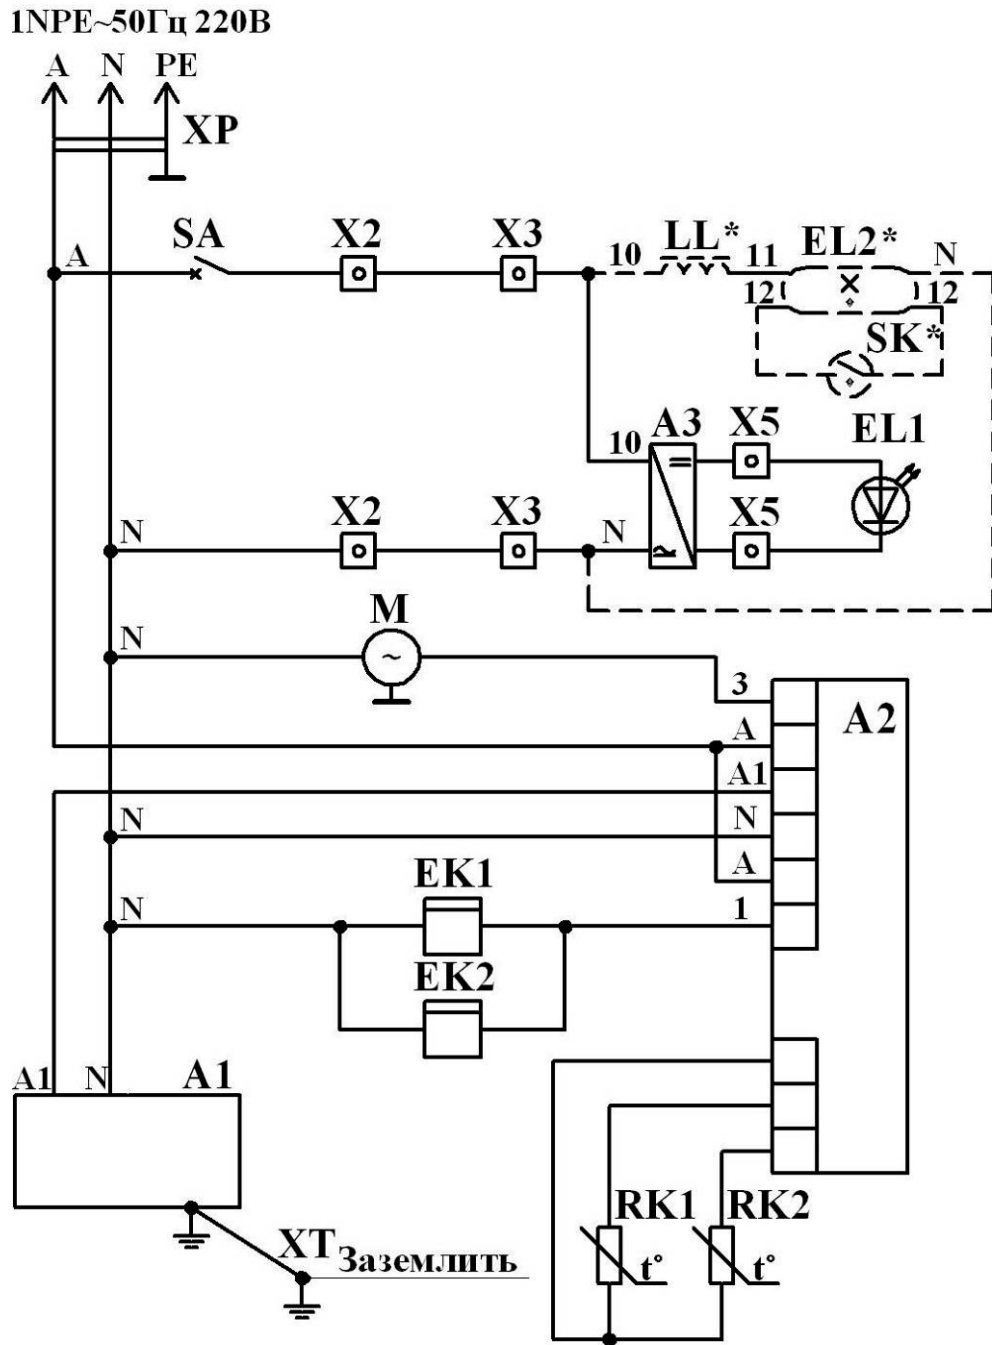 1NPE~50Гц 220В
A N PE
XP
A SA X2 X3 10 LL* 11 EL2* N
12 12
SK*
10 A3 X5 EL1
N X2 X3 N X5
N M
3
A A2
A1
N N
A
N EK1 1
EK2
A1 N A1
RK1 RK2
XT Заземлить
t° t°